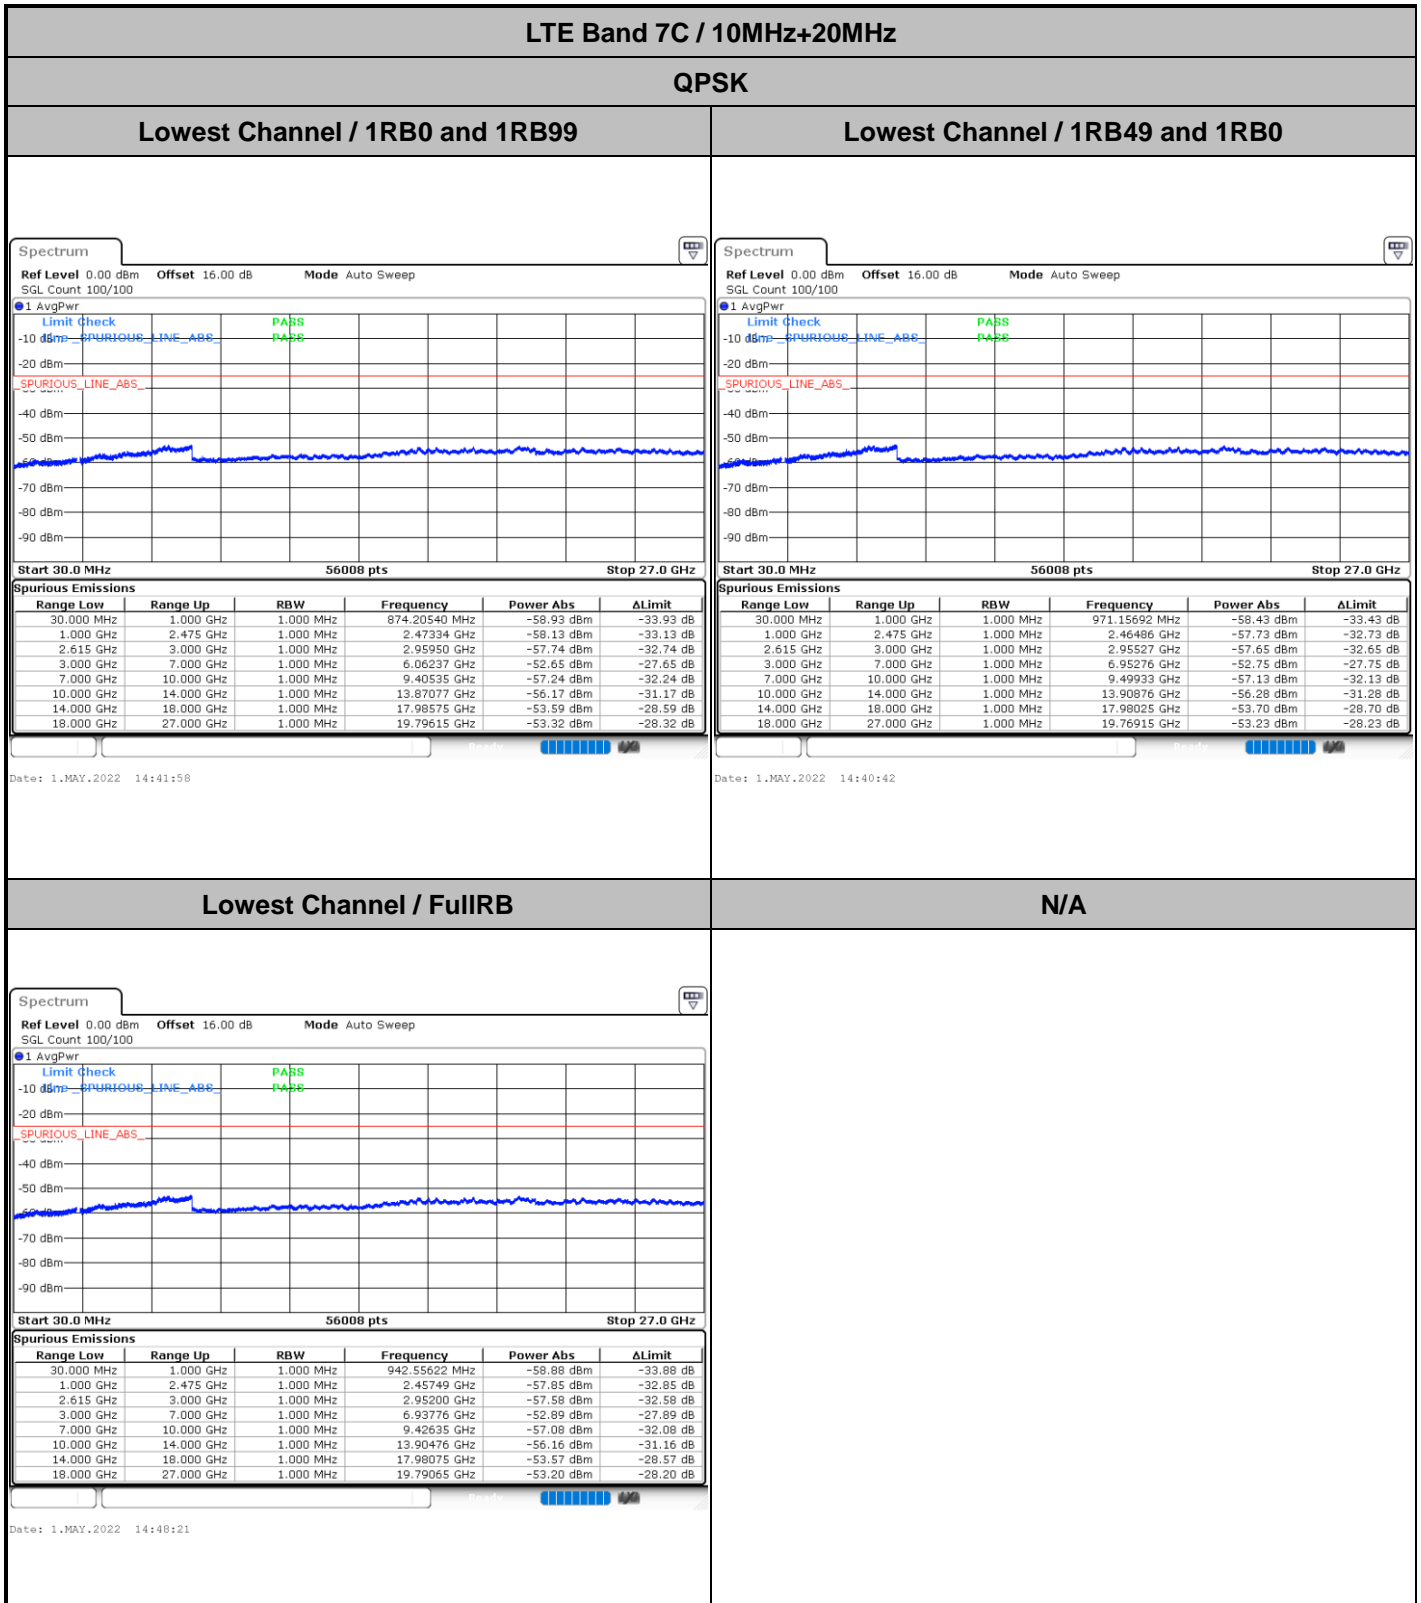 LTE Band 7C / 10MHz+20MHz
QPSK
Lowest Channel / 1RB0 and 1RB99
Lowest Channel / 1RB49 and 1RB0
Spectrum
Ref Level 0.00 dBm Offset 16.00 dB Mode Auto Sweep
SGL Count 100/100
1 AvgPwr
Limit Check PASS
-10 dBm Line _SPURIOUS_LINE_ABS_ PASS
-20 dBm
_SPURIOUS_LINE_ABS_
-40 dBm
-50 dBm
-60 dBm
-70 dBm
-80 dBm
-90 dBm
Start 30.0 MHz 56008 pts Stop 27.0 GHz
Spurious Emissions
Range Low Range Up RBW Frequency Power Abs ΔLimit
30.000 MHz 1.000 GHz 1.000 MHz 874.20540 MHz -58.93 dBm -33.93 dB
1.000 GHz 2.475 GHz 1.000 MHz 2.47334 GHz -58.13 dBm -33.13 dB
2.615 GHz 3.000 GHz 1.000 MHz 2.95950 GHz -57.74 dBm -32.74 dB
3.000 GHz 7.000 GHz 1.000 MHz 6.06237 GHz -52.65 dBm -27.65 dB
7.000 GHz 10.000 GHz 1.000 MHz 9.40535 GHz -57.24 dBm -32.24 dB
10.000 GHz 14.000 GHz 1.000 MHz 13.87077 GHz -56.17 dBm -31.17 dB
14.000 GHz 18.000 GHz 1.000 MHz 17.98575 GHz -53.59 dBm -28.59 dB
18.000 GHz 27.000 GHz 1.000 MHz 19.79615 GHz -53.32 dBm -28.32 dB
Ready
Date: 1.MAY.2022 14:41:58
Spectrum
Ref Level 0.00 dBm Offset 16.00 dB Mode Auto Sweep
SGL Count 100/100
1 AvgPwr
Limit Check PASS
-10 dBm Line _SPURIOUS_LINE_ABS_ PASS
-20 dBm
_SPURIOUS_LINE_ABS_
-40 dBm
-50 dBm
-60 dBm
-70 dBm
-80 dBm
-90 dBm
Start 30.0 MHz 56008 pts Stop 27.0 GHz
Spurious Emissions
Range Low Range Up RBW Frequency Power Abs ΔLimit
30.000 MHz 1.000 GHz 1.000 MHz 971.15692 MHz -58.43 dBm -33.43 dB
1.000 GHz 2.475 GHz 1.000 MHz 2.46486 GHz -57.73 dBm -32.73 dB
2.615 GHz 3.000 GHz 1.000 MHz 2.95527 GHz -57.65 dBm -32.65 dB
3.000 GHz 7.000 GHz 1.000 MHz 6.95276 GHz -52.75 dBm -27.75 dB
7.000 GHz 10.000 GHz 1.000 MHz 9.49933 GHz -57.13 dBm -32.13 dB
10.000 GHz 14.000 GHz 1.000 MHz 13.90876 GHz -56.28 dBm -31.28 dB
14.000 GHz 18.000 GHz 1.000 MHz 17.98025 GHz -53.70 dBm -28.70 dB
18.000 GHz 27.000 GHz 1.000 MHz 19.76915 GHz -53.23 dBm -28.23 dB
Ready
Date: 1.MAY.2022 14:40:42
Lowest Channel / FullRB
N/A
Spectrum
Ref Level 0.00 dBm Offset 16.00 dB Mode Auto Sweep
SGL Count 100/100
1 AvgPwr
Limit Check PASS
-10 dBm Line _SPURIOUS_LINE_ABS_ PASS
-20 dBm
_SPURIOUS_LINE_ABS_
-40 dBm
-50 dBm
-60 dBm
-70 dBm
-80 dBm
-90 dBm
Start 30.0 MHz 56008 pts Stop 27.0 GHz
Spurious Emissions
Range Low Range Up RBW Frequency Power Abs ΔLimit
30.000 MHz 1.000 GHz 1.000 MHz 942.55622 MHz -58.88 dBm -33.88 dB
1.000 GHz 2.475 GHz 1.000 MHz 2.45749 GHz -57.85 dBm -32.85 dB
2.615 GHz 3.000 GHz 1.000 MHz 2.95200 GHz -57.58 dBm -32.58 dB
3.000 GHz 7.000 GHz 1.000 MHz 6.93776 GHz -52.89 dBm -27.89 dB
7.000 GHz 10.000 GHz 1.000 MHz 9.42635 GHz -57.08 dBm -32.08 dB
10.000 GHz 14.000 GHz 1.000 MHz 13.90476 GHz -56.16 dBm -31.16 dB
14.000 GHz 18.000 GHz 1.000 MHz 17.98075 GHz -53.57 dBm -28.57 dB
18.000 GHz 27.000 GHz 1.000 MHz 19.79065 GHz -53.20 dBm -28.20 dB
Ready
Date: 1.MAY.2022 14:48:21